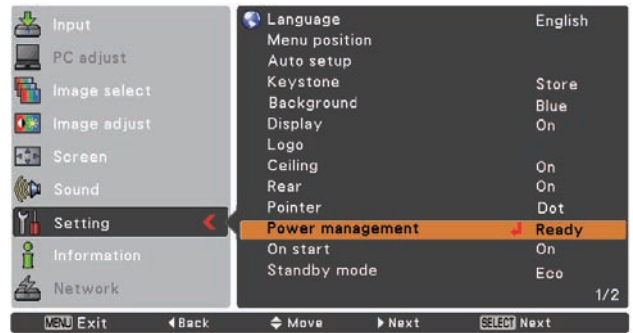 Input
PC adjust
Image select
Image adjust
Screen
Sound
Setting
Information
Network
Language English
Menu position
Auto setup
Keystone Store
Background Blue
Display On
Logo
Ceiling On
Rear On
Pointer Dot
Power management Ready
On start On
Standby mode Eco
1/2
MENU Exit Back Move Next SELECT Next